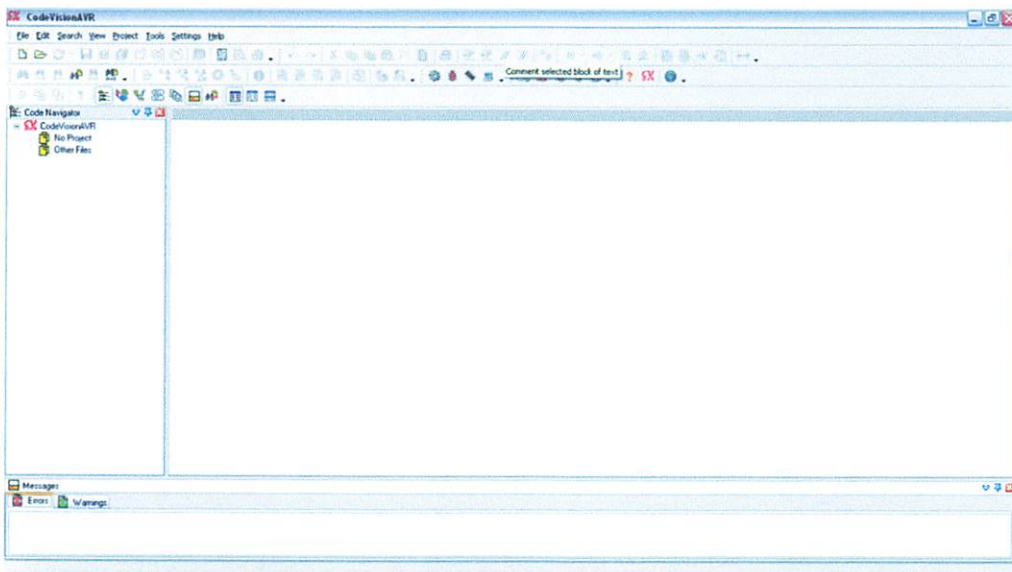 CodeVisionAVR
File Edit Search View Project Tools Settings Help
Comment selected block of text
Code Navigator
CodeVisionAVR
No Project
Other Files
Messages
Errors Warnings